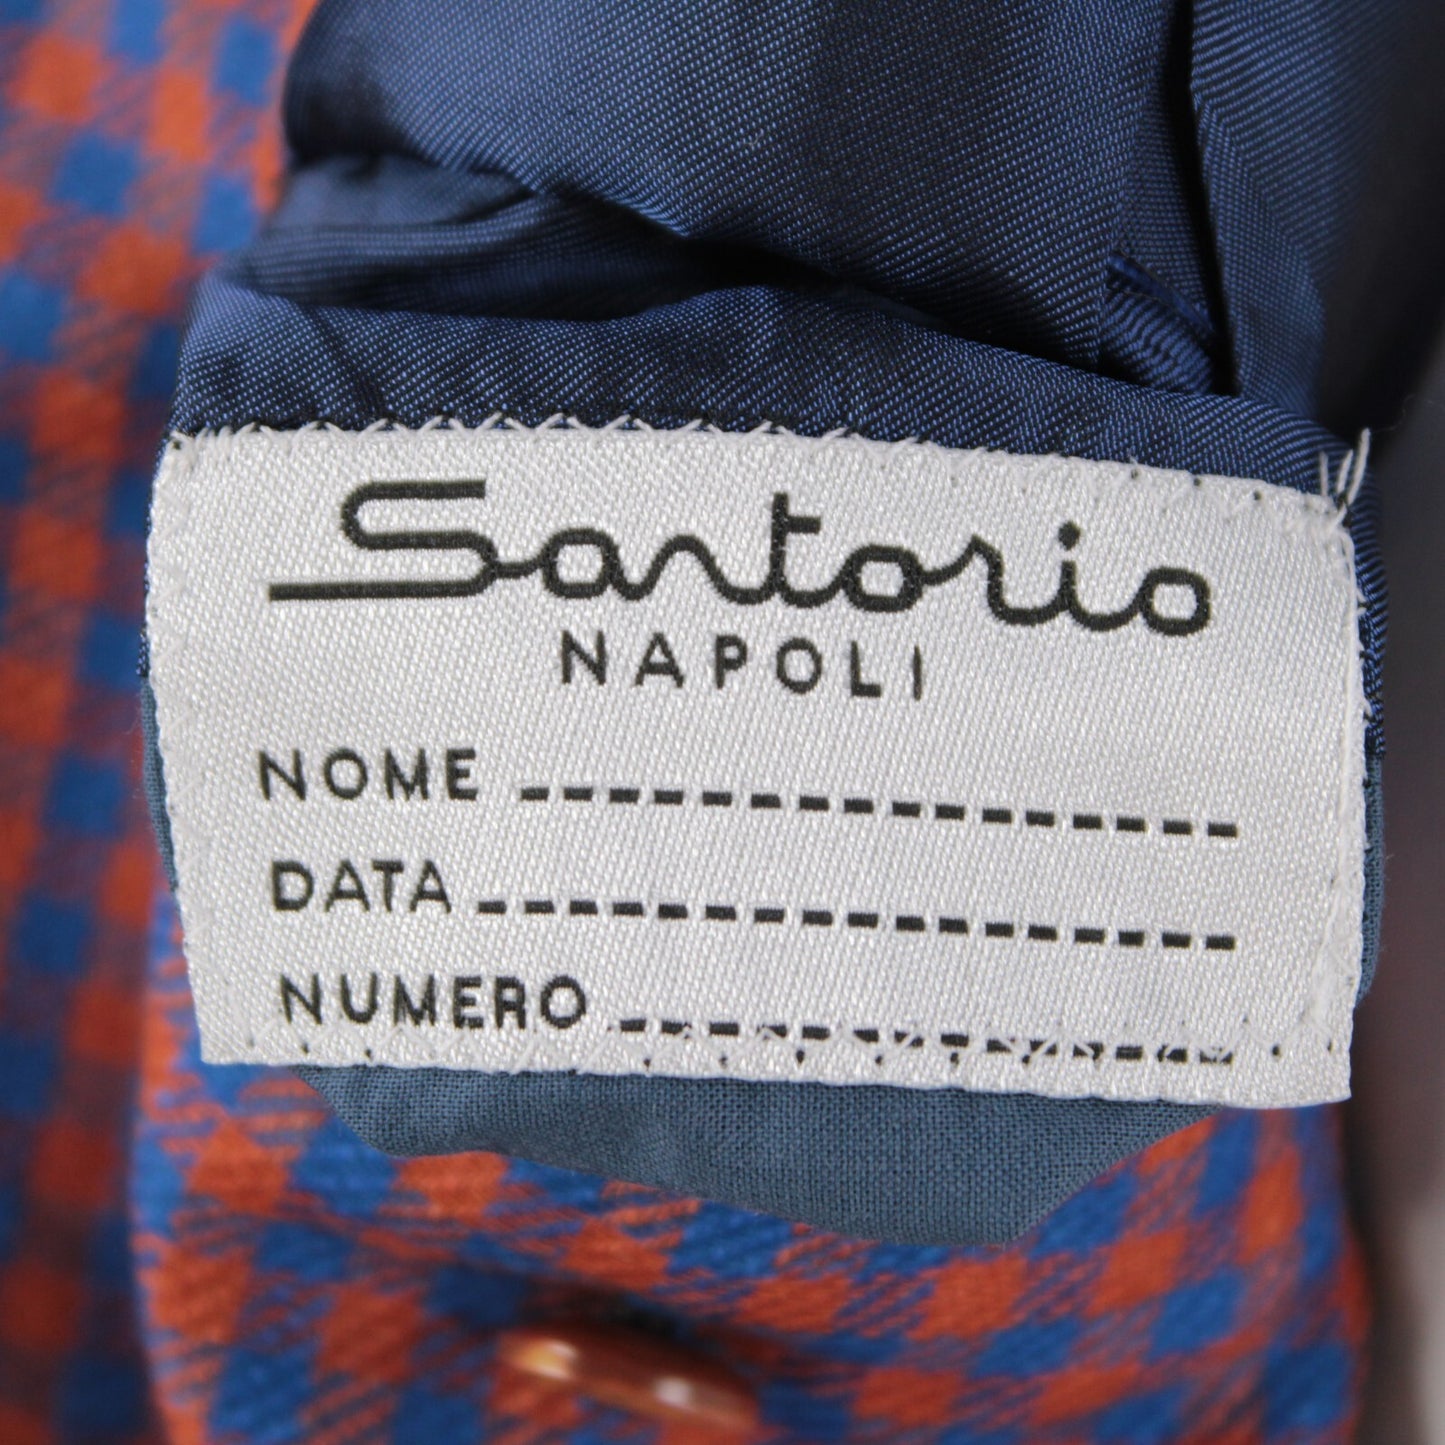 Sartorio
NAPOLI
NOME
DATA
NUMERO